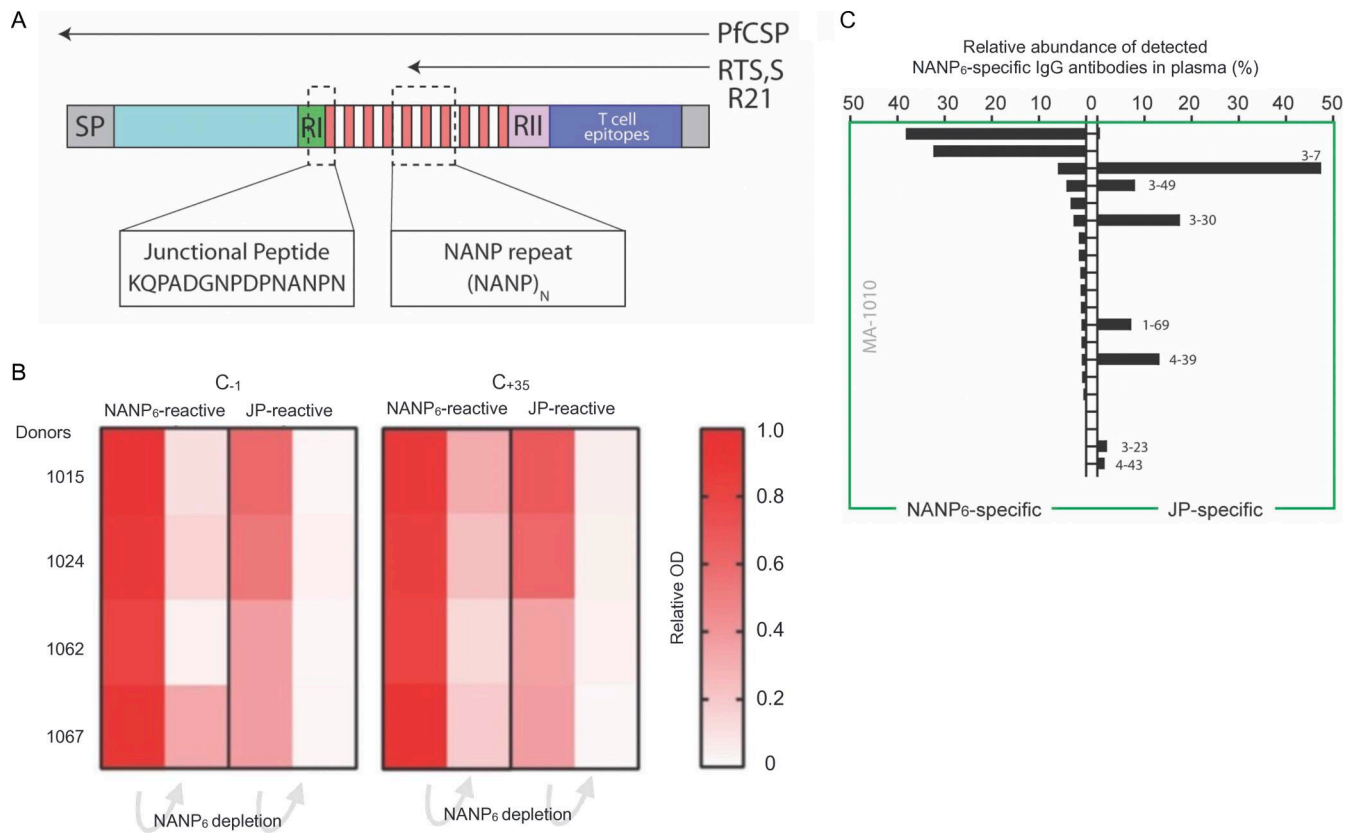 A
PfCSP
RTS,S
R21
SP
RI
RII
T cell
epitopes
Junctional Peptide
KQPADGNPDPNANPN
NANP repeat
(NANP)N
B
C-1
C+35
NANP6-reactive
JP-reactive
NANP6-reactive
JP-reactive
Donors
1015
1024
1062
1067
NANP6 depletion
NANP6 depletion
Relative OD
1.0
0.8
0.6
0.4
0.2
0
C
Relative abundance of detected
NANP6-specific IgG antibodies in plasma (%)
50 40 30 20 10 0 10 20 30 40 50
3-7
3-49
3-30
1-69
4-39
3-23
4-43
MA-1010
NANP6-specific
JP-specific